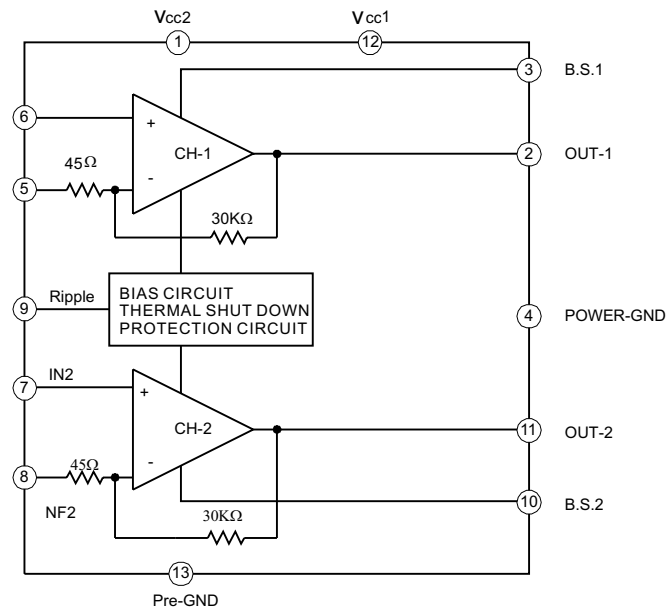 Vcc2 Vcc1
1 12
3 B.S.1
6 +
CH-1 2 OUT-1
45Ω
5 -
30KΩ
BIAS CIRCUIT
9 Ripple THERMAL SHUT DOWN 4 POWER-GND
PROTECTION CIRCUIT
7 IN2 +
CH-2 11 OUT-2
45Ω
8 -
10 B.S.2
NF2 30KΩ
13
Pre-GND